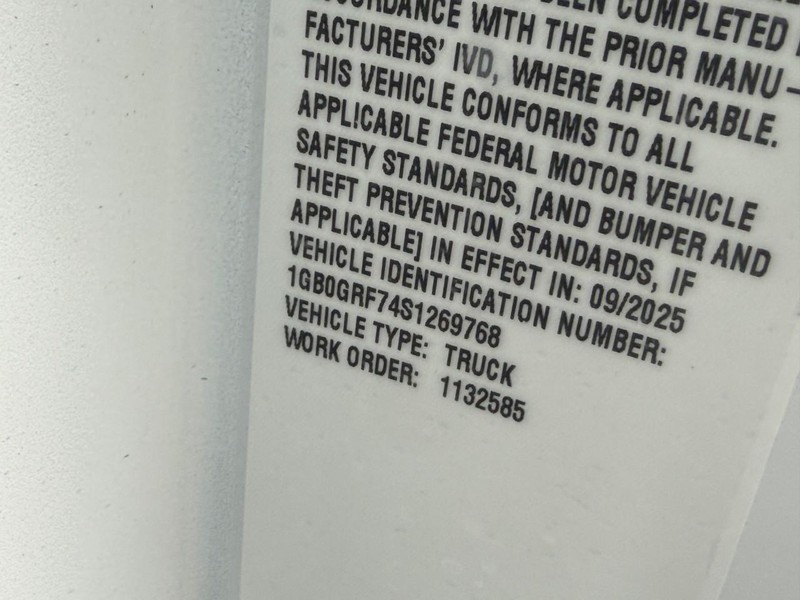 BEEN COMPLETED
ACCORDANCE WITH THE PRIOR MANU-
FACTURERS' IVD, WHERE APPLICABLE.
THIS VEHICLE CONFORMS TO ALL
APPLICABLE FEDERAL MOTOR VEHICLE
SAFETY STANDARDS, [AND BUMPER AND
THEFT PREVENTION STANDARDS, IF
APPLICABLE] IN EFFECT IN: 09/2025
VEHICLE IDENTIFICATION NUMBER:
1GB0GRF74S1269768
VEHICLE TYPE: TRUCK
WORK ORDER: 1132585